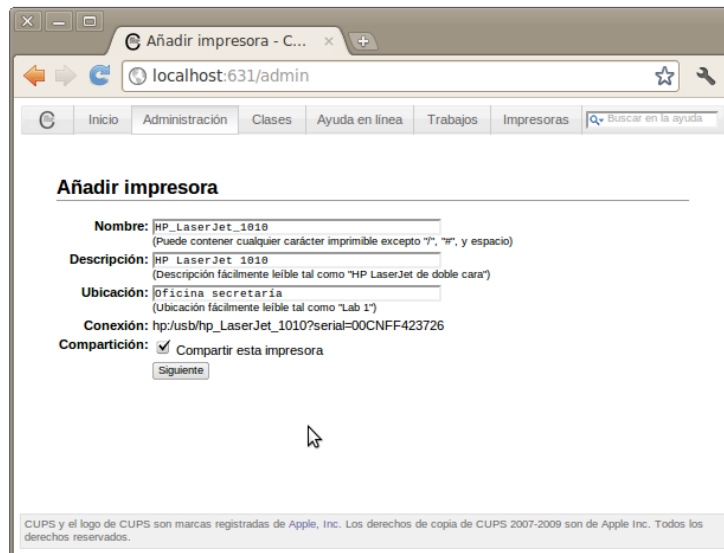 Añadir impresora - C...
localhost:631/admin
Inicio Administración Clases Ayuda en línea Trabajos Impresoras Buscar en la ayuda
Añadir impresora
Nombre: HP_LaserJet_1010
(Puede contener cualquier carácter imprimible excepto "/", "#", y espacio)
Descripción: HP LaserJet 1010
(Descripción fácilmente leíble tal como "HP LaserJet de doble cara")
Ubicación: Oficina secretaría
(Ubicación fácilmente leíble tal como "Lab 1")
Conexión: hp:/usb/hp_LaserJet_1010?serial=00CNFF423726
Compartición: Compartir esta impresora
Siguiente
CUPS y el logo de CUPS son marcas registradas de Apple, Inc. Los derechos de copia de CUPS 2007-2009 son de Apple Inc. Todos los
derechos reservados.